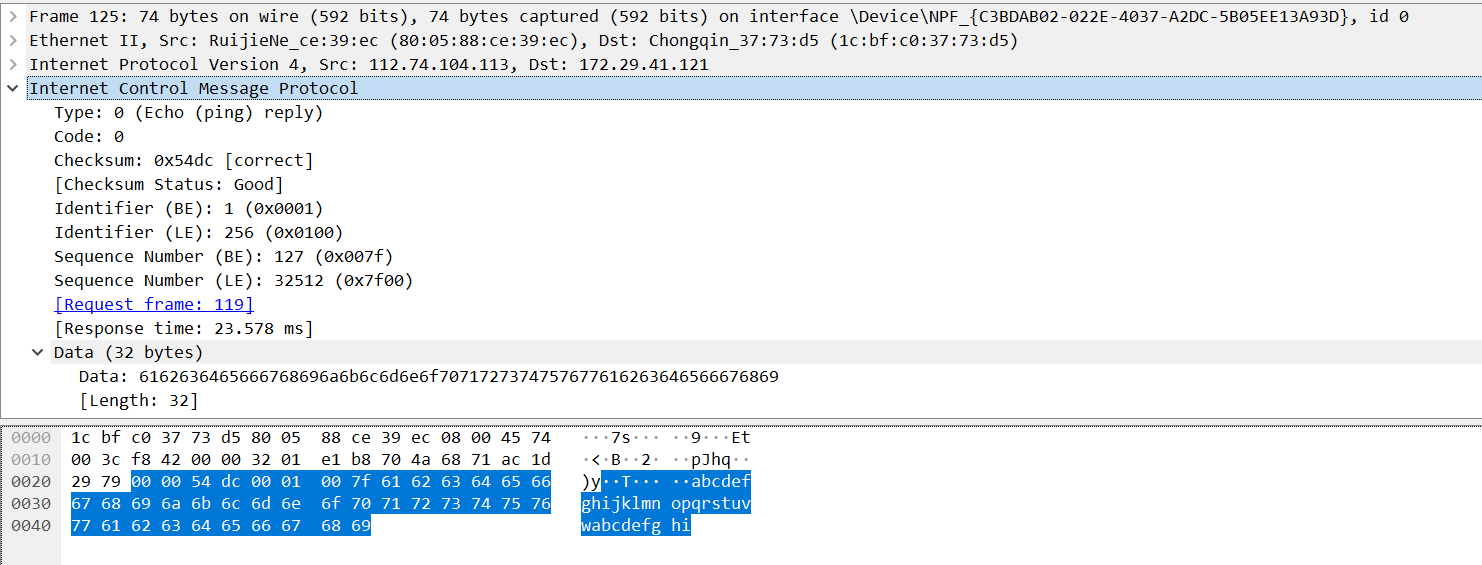 Frame 125: 74 bytes on wire (592 bits), 74 bytes captured (592 bits) on interface \Device\NPF_{C3BDAB02-022E-4037-A2DC-5B05EE13A93D}, id 0
Ethernet II, Src: RuijieNe_ce:39:ec (80:05:88:ce:39:ec), Dst: Chongqin_37:73:d5 (1c:bf:c0:37:73:d5)
Internet Protocol Version 4, Src: 112.74.104.113, Dst: 172.29.41.121
Internet Control Message Protocol
Type: 0 (Echo (ping) reply)
Code: 0
Checksum: 0x54dc [correct]
[Checksum Status: Good]
Identifier (BE): 1 (0x0001)
Identifier (LE): 256 (0x0100)
Sequence Number (BE): 127 (0x007f)
Sequence Number (LE): 32512 (0x7f00)
[Request frame: 119]
[Response time: 23.578 ms]
Data (32 bytes)
Data: 6162636465666768696a6b6c6d6e6f7071727374757677616263646566676869
[Length: 32]
0000 1c bf c0 37 73 d5 80 05 88 ce 39 ec 08 00 45 74 ···7s··· ··9···Et
0010 00 3c f8 42 00 00 32 01 e1 b8 70 4a 68 71 ac 1d ·<·B··2· ··pJhq··
0020 29 79 00 00 54 dc 00 01 00 7f 61 62 63 64 65 66 )y··T··· ··abcdef
0030 67 68 69 6a 6b 6c 6d 6e 6f 70 71 72 73 74 75 76 ghijklmn opqrstuv
0040 77 61 62 63 64 65 66 67 68 69 wabcdefg hi